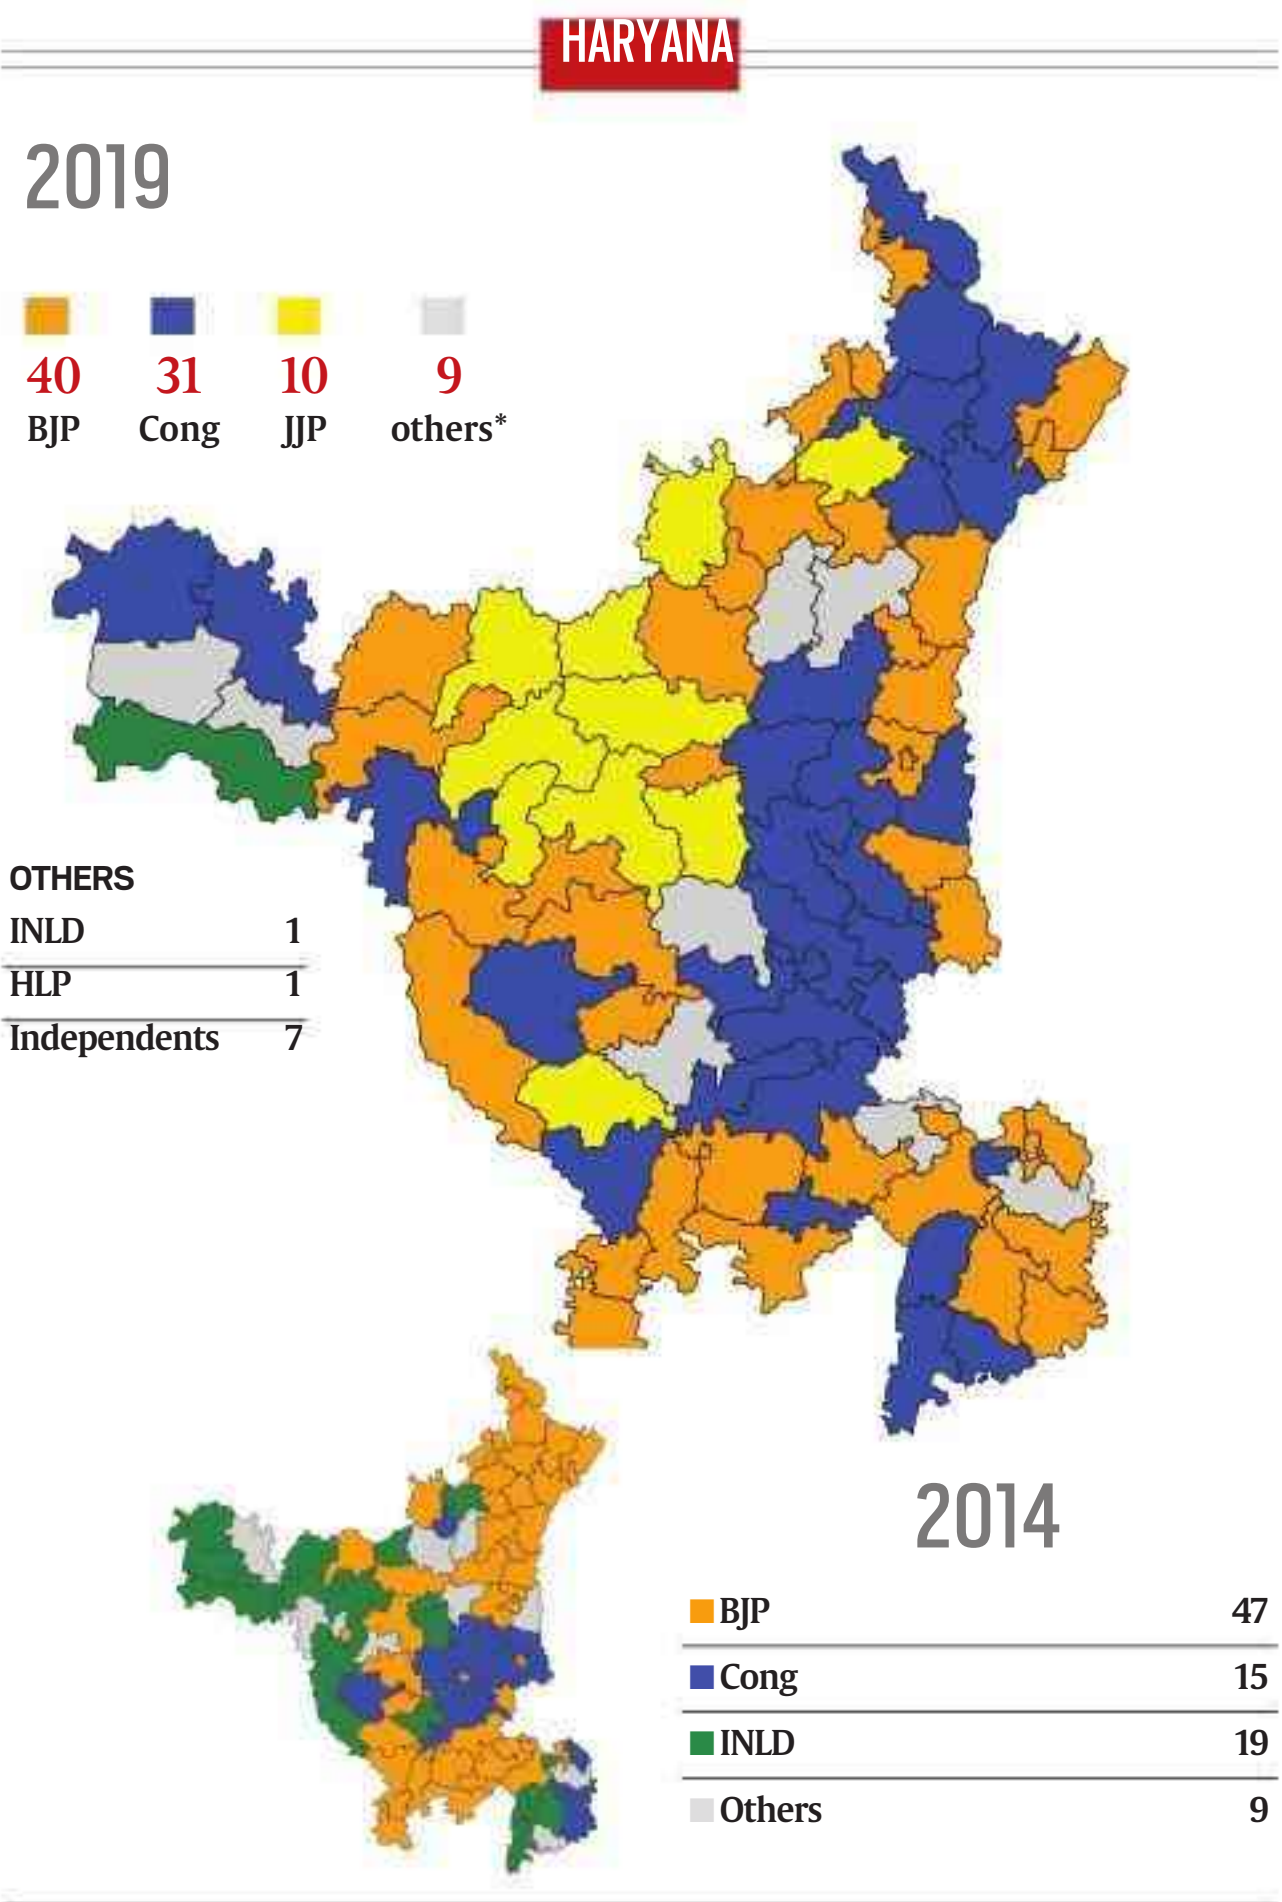 HARYANA
2019
40 31 10 9
BJP Cong JJP others*
OTHERS
INLD 1
HLP 1
Independents 7
2014
BJP 47
Cong 15
INLD 19
Others 9